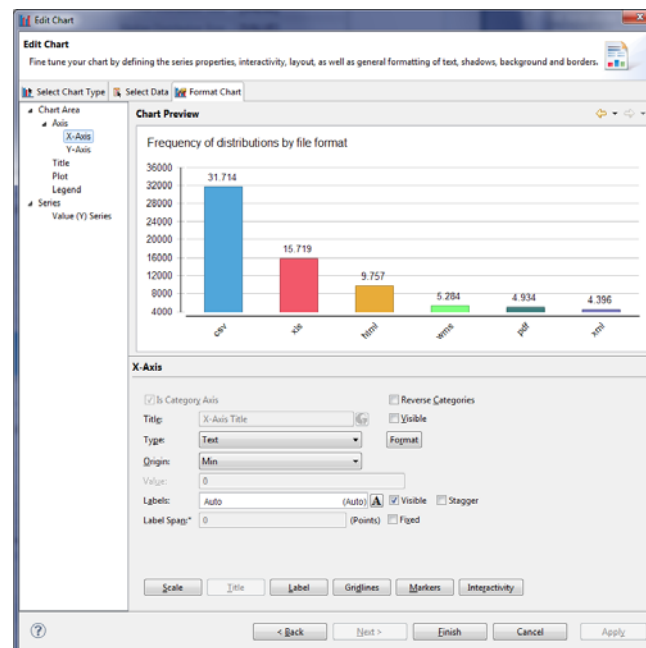 Edit Chart
Edit Chart
Fine tune your chart by defining the series properties, interactivity, layout, as well as general formatting of text, shadows, background and borders.
Select Chart Type Select Data Format Chart
Chart Area
Axis
X-Axis
Y-Axis
Title
Plot
Legend
Series
Value (Y) Series
Chart Preview
Frequency of distributions by file format
36000
32000
28000
24000
20000
16000
12000
8000
4000
31.714
15.719
9.757
5.284
4.934
4.396
csv
xls
html
wms
pdf
xml
X-Axis
Is Category Axis Reverse Categories
Title: X-Axis Title Visible
Type: Text Format
Origin: Min
Value: 0
Labels: Auto (Auto) A Visible Stagger
Label Span:* 0 (Points) Fixed
Scale Title Label Gridlines Markers Interactivity
? < Back Next > Finish Cancel Apply